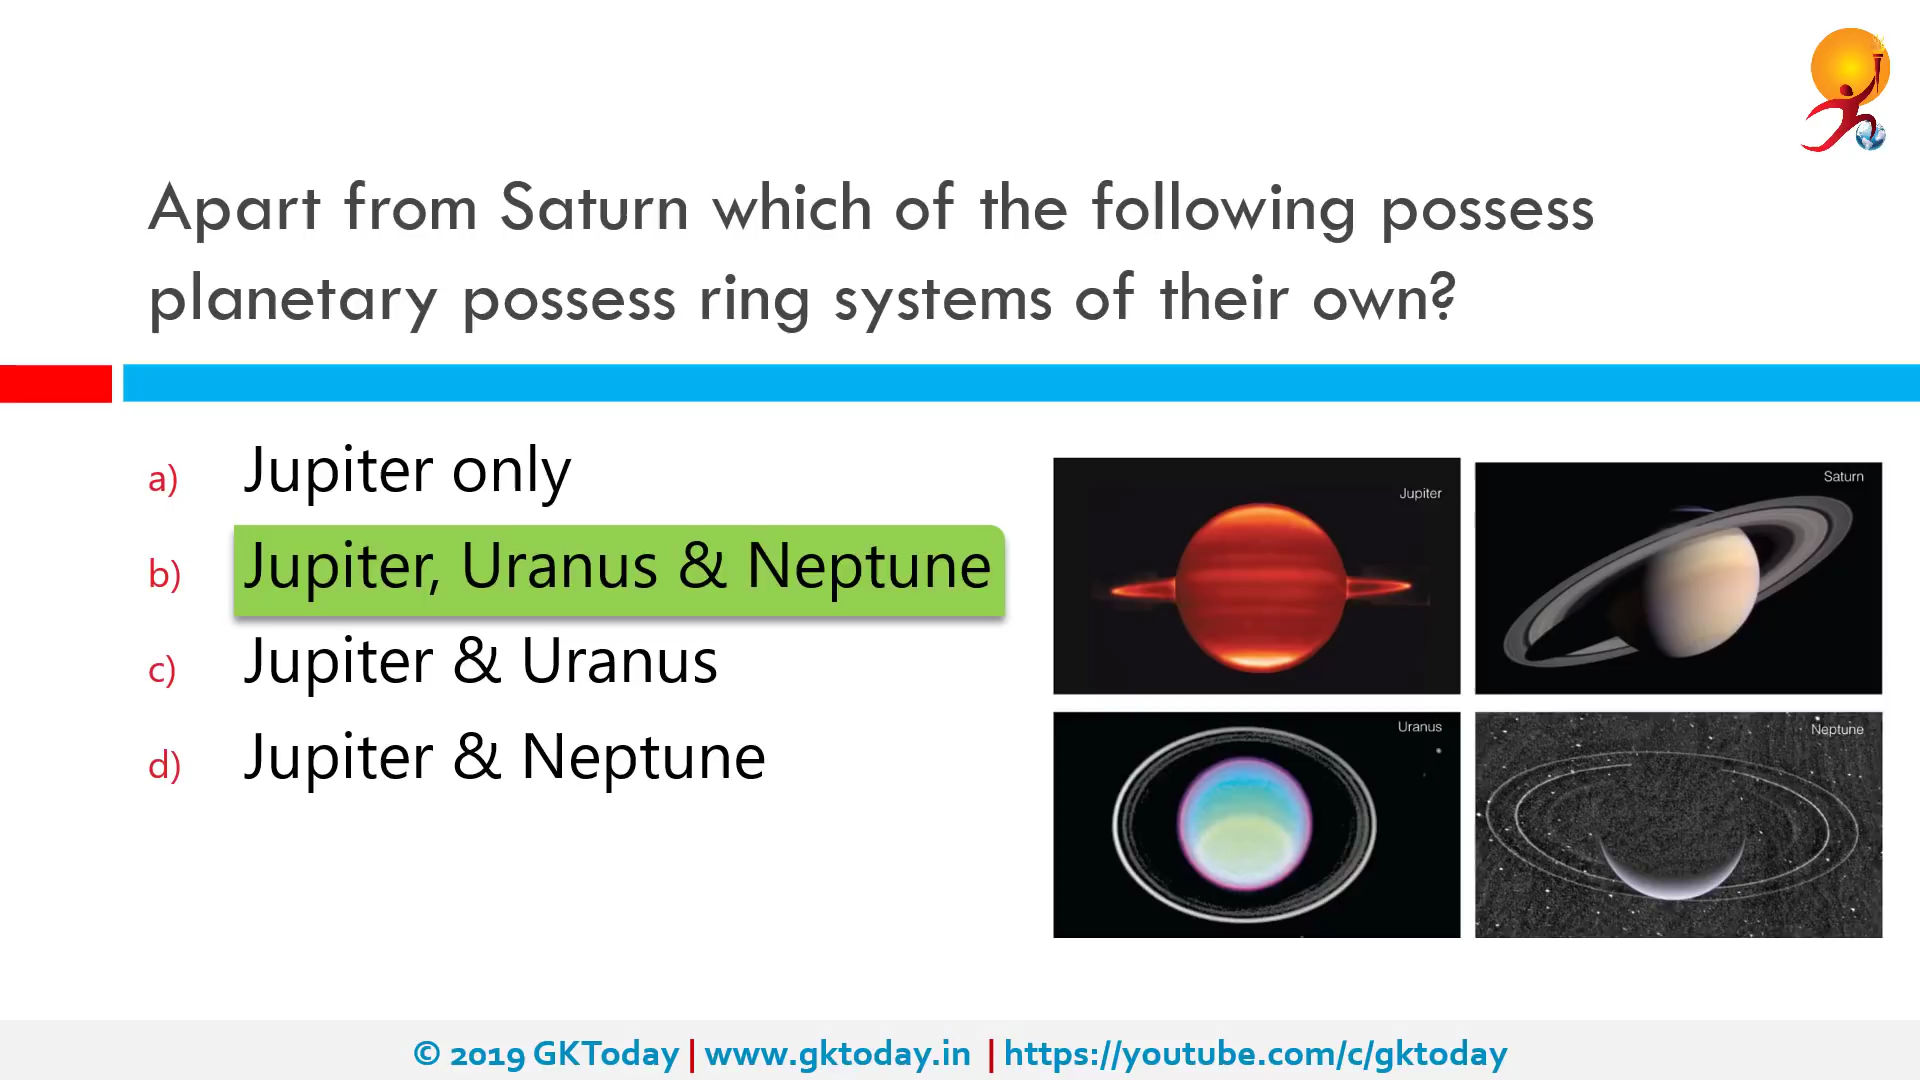 Apart from Saturn which of the following possess
planetary possess ring systems of their own?
a) Jupiter only
b) Jupiter, Uranus & Neptune
c) Jupiter & Uranus
d) Jupiter & Neptune
Jupiter
Saturn
Uranus
Neptune
© 2019 GKToday | www.gktoday.in | https://youtube.com/c/gktoday